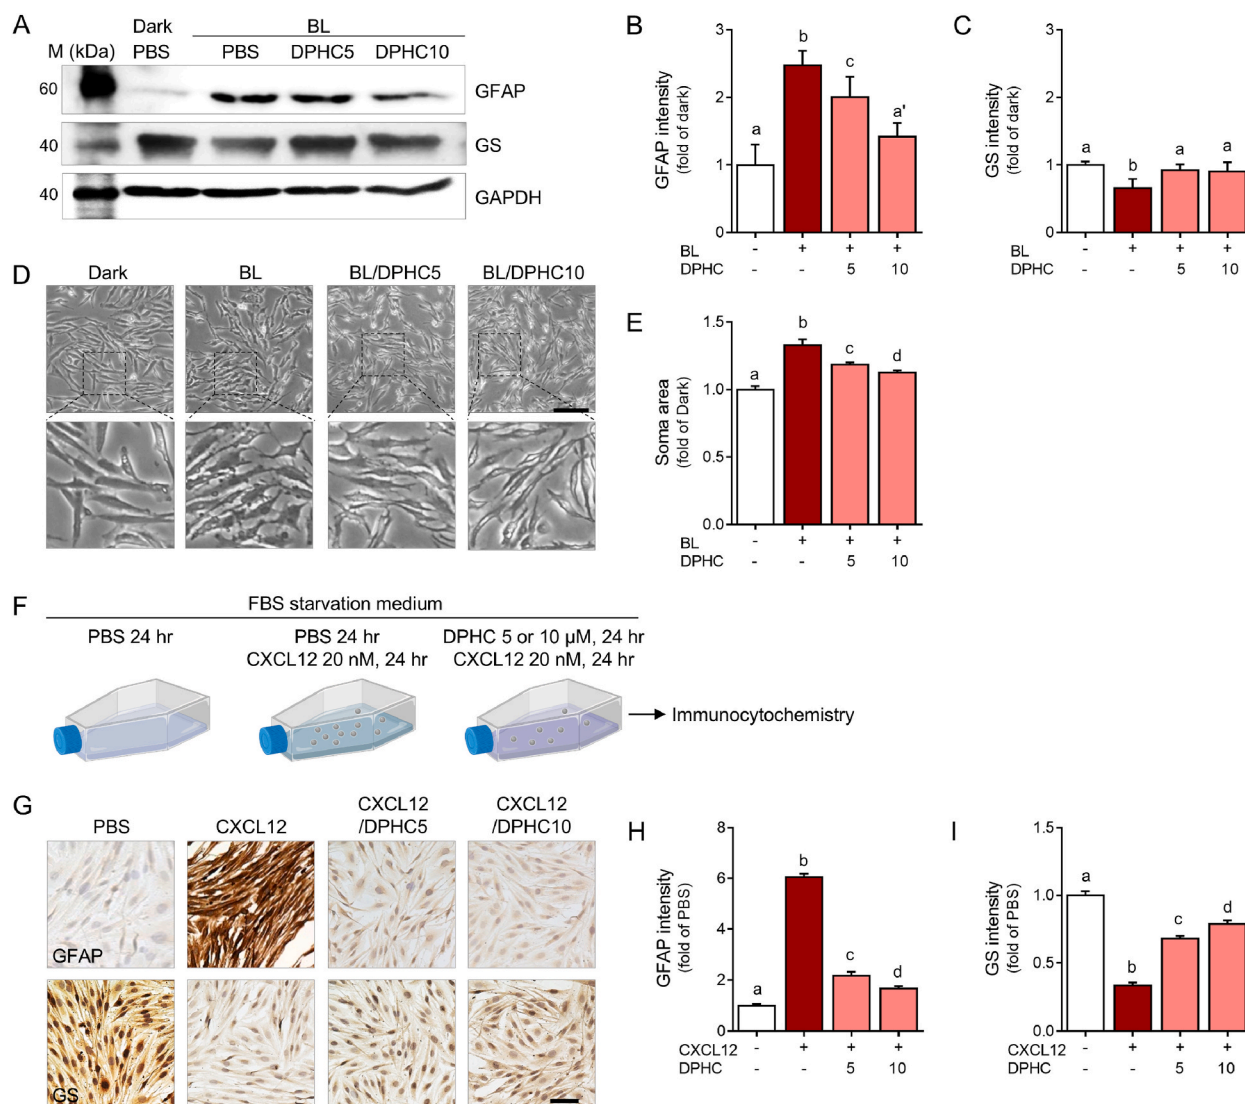 A
Dark
BL
M (kDa)
PBS
PBS
DPHC5
DPHC10
60
GFAP
40
GS
40
GAPDH
B
3
2
1
0
GFAP intensity
(fold of dark)
a
b
c
a'
BL
-
+
+
+
DPHC
-
-
5
10
C
3
2
1
0
GS intensity
(fold of dark)
a
b
a
a
BL
-
+
+
+
DPHC
-
-
5
10
D
Dark
BL
BL/DPHC5
BL/DPHC10
E
1.5
1.0
0.5
0.0
Soma area
(fold of Dark)
a
b
c
d
BL
-
+
+
+
DPHC
-
-
5
10
F
FBS starvation medium
PBS 24 hr
PBS 24 hr
CXCL12 20 nM, 24 hr
DPHC 5 or 10 µM, 24 hr
CXCL12 20 nM, 24 hr
Immunocytochemistry
G
PBS
CXCL12
CXCL12
/DPHC5
CXCL12
/DPHC10
GFAP
GS
H
8
6
4
2
0
GFAP intensity
(fold of PBS)
a
b
c
d
CXCL12
-
+
+
+
DPHC
-
-
5
10
I
1.5
1.0
0.5
0.0
GS intensity
(fold of PBS)
a
b
c
d
CXCL12
-
+
+
+
DPHC
-
-
5
10